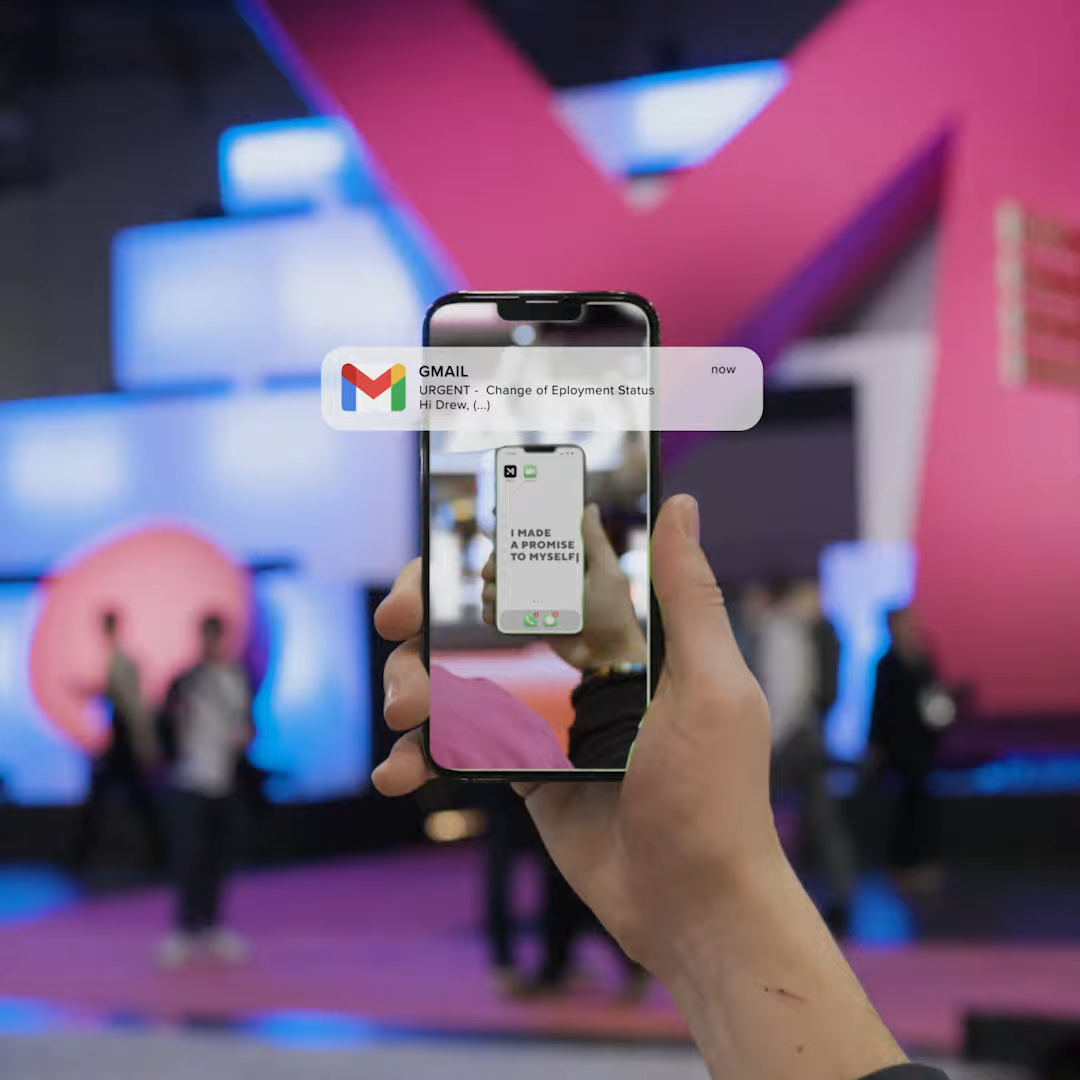 GMAIL
now
URGENT - Change of Eployment Status
Hi Drew, (...)
I MADE
A PROMISE
TO MYSELF|